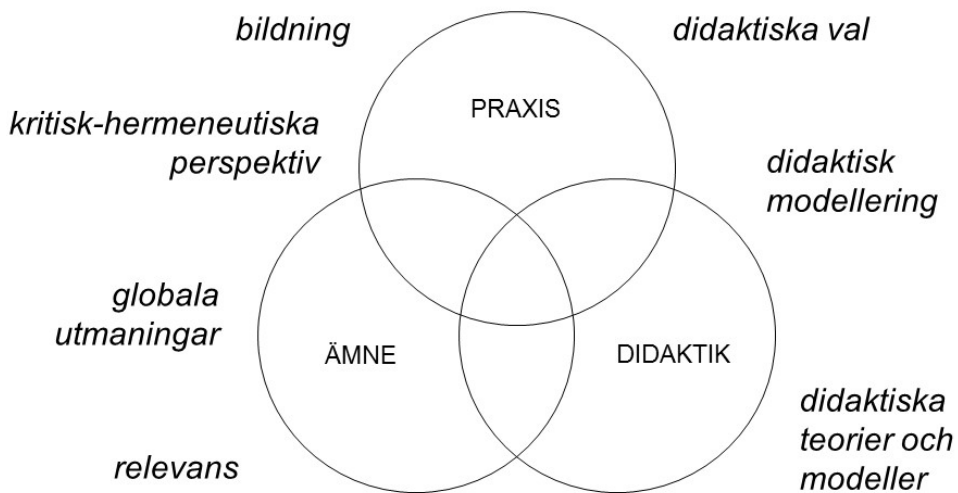 bildning
didaktiska val
PRAXIS
kritisk-hermeneutiska
perspektiv
didaktisk
modellering
globala
utmaningar
ÄMNE
DIDAKTIK
didaktiska
teorier och
modeller
relevans